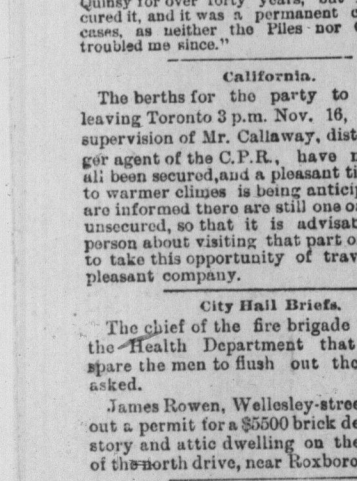 Quinsy for over forty years, but
cured it, and it was a permanent c
cases, as neither the Piles nor
troubled me since."
California.
The berths for the party to
leaving Toronto 3 p.m. Nov. 16,
supervision of Mr. Callaway, dist
ger agent of the C.P.R., have
all been secured,and a pleasant ti
to warmer climes is being antici
are informed there are still one o
unsecured, so that it is advisa
person about visiting that part o
to take this opportunity of trav
pleasant company.
City Hall Briefs.
The chief of the fire brigade
the Health Department that
spare the men to flush out the
asked.
James Rowen, Wellesley-stree
out a permit for a $5500 brick de
story and attic dwelling on the
of the north drive, near Roxboro